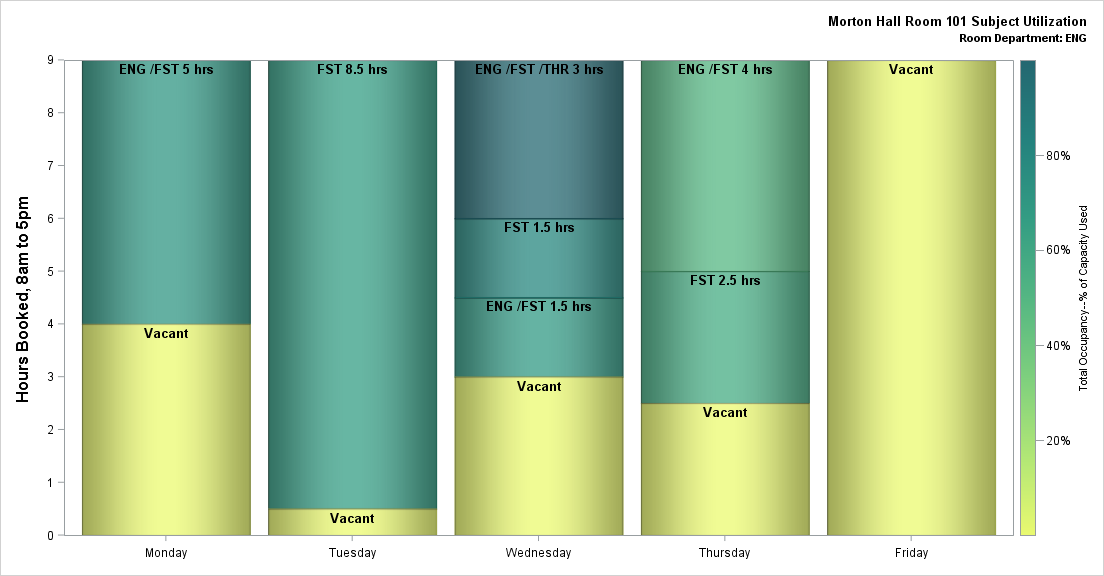 Morton Hall Room 101 Subject Utilization
Room Department: ENG
Hours Booked, 8am to 5pm
9
8
7
6
5
4
3
2
1
0
ENG /FST 5 hrs
Vacant
FST 8.5 hrs
Vacant
ENG /FST /THR 3 hrs
FST 1.5 hrs
ENG /FST 1.5 hrs
Vacant
ENG /FST 4 hrs
FST 2.5 hrs
Vacant
Vacant
Monday
Tuesday
Wednesday
Thursday
Friday
80%
60%
40%
20%
Total Occupancy--% of Capacity Used